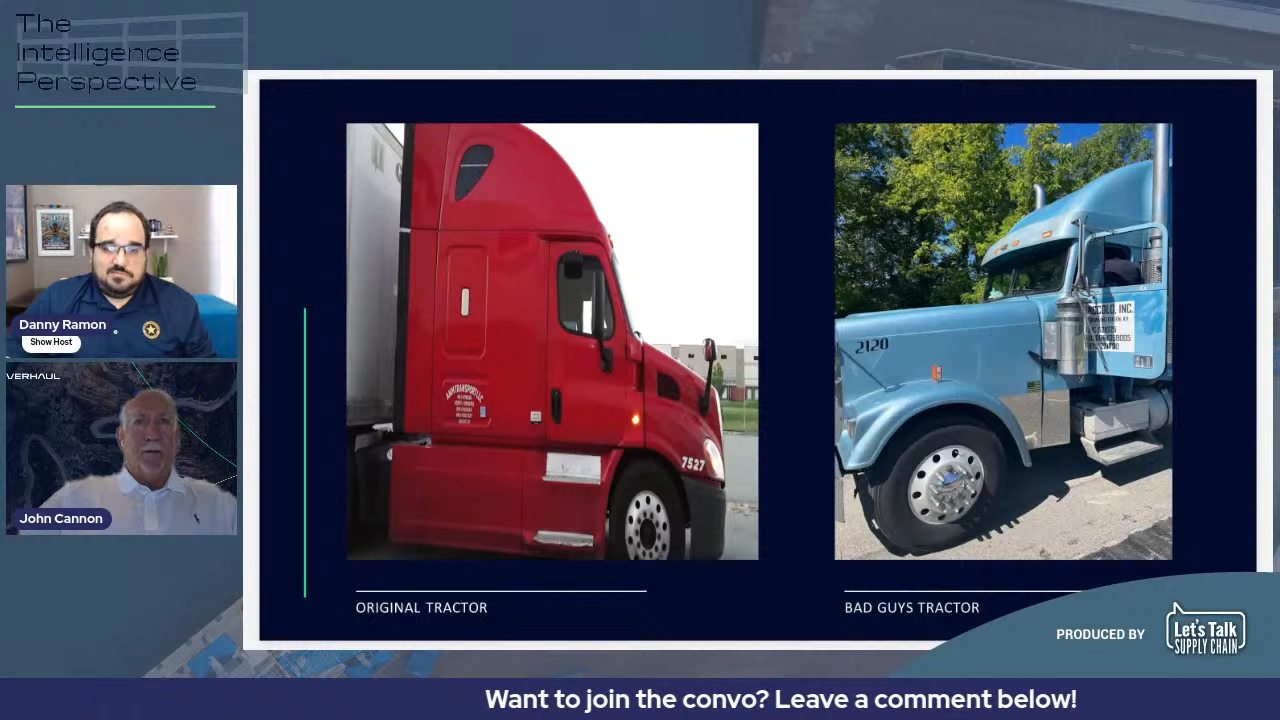 The
Intelligence
Perspective
Danny Ramon
Show Host
VERHAUL
John Cannon
7527
2120
ORIGINAL TRACTOR
BAD GUYS TRACTOR
PRODUCED BY
Let's Talk
SUPPLY CHAIN
Want to join the convo? Leave a comment below!